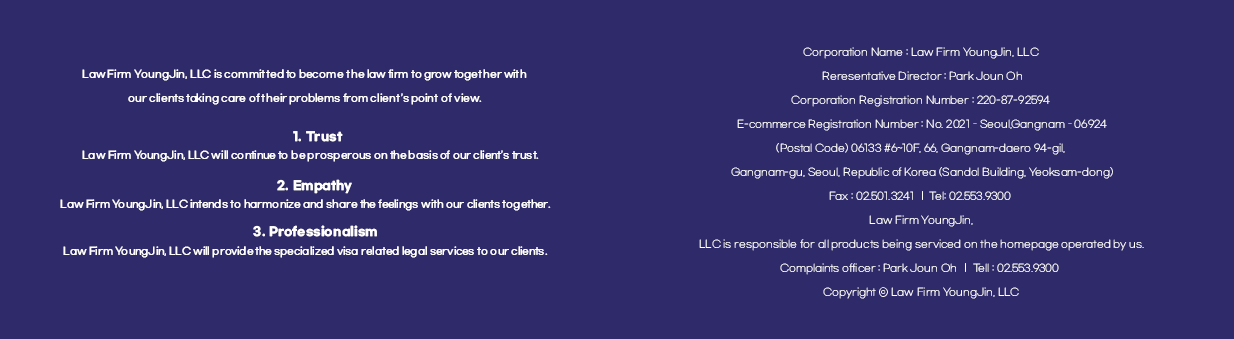 Law Firm YoungJin, LLC is committed to become the law firm to grow together with
our clients taking care of their problems from client's point of view.
1. Trust
Law Firm YoungJin, LLC will continue to be prosperous on the basis of our client's trust.
2. Empathy
Law Firm YoungJin, LLC intends to harmonize and share the feelings with our clients together.
3. Professionalism
Law Firm YoungJin, LLC will provide the specialized visa related legal services to our clients.
Corporation Name : Law Firm YoungJin, LLC
Reresentative Director : Park Joun Oh
Corporation Registration Number : 220-87-92594
E-commerce Registration Number : No. 2021 - Seoul,Gangnam - 06924
(Postal Code) 06133 #6~10F, 66, Gangnam-daero 94-gil,
Gangnam-gu, Seoul, Republic of Korea (Sandol Building, Yeoksam-dong)
Fax : 02.501.3241 | Tel: 02.553.9300
Law Firm YoungJin,
LLC is responsible for all products being serviced on the homepage operated by us.
Complaints officer : Park Joun Oh | Tell : 02.553.9300
Copyright © Law Firm YoungJin, LLC